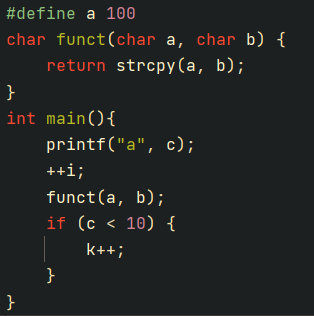 #define a 100
char funct(char a, char b) {
    return strcpy(a, b);
}
int main(){
    printf("a", c);
    ++i;
    funct(a, b);
    if (c < 10) {
        k++;
    }
}